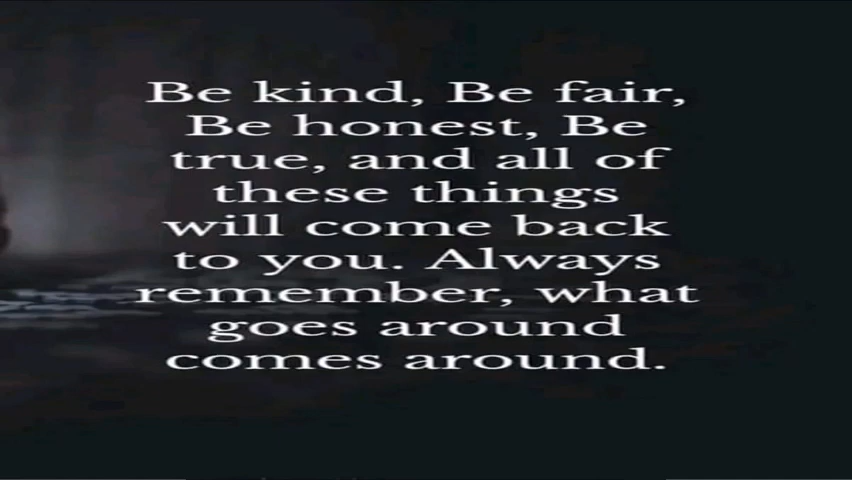 Be kind, Be fair,
Be honest, Be
true, and all of
these things
will come back
to you. Always
remember, what
goes around
comes around.